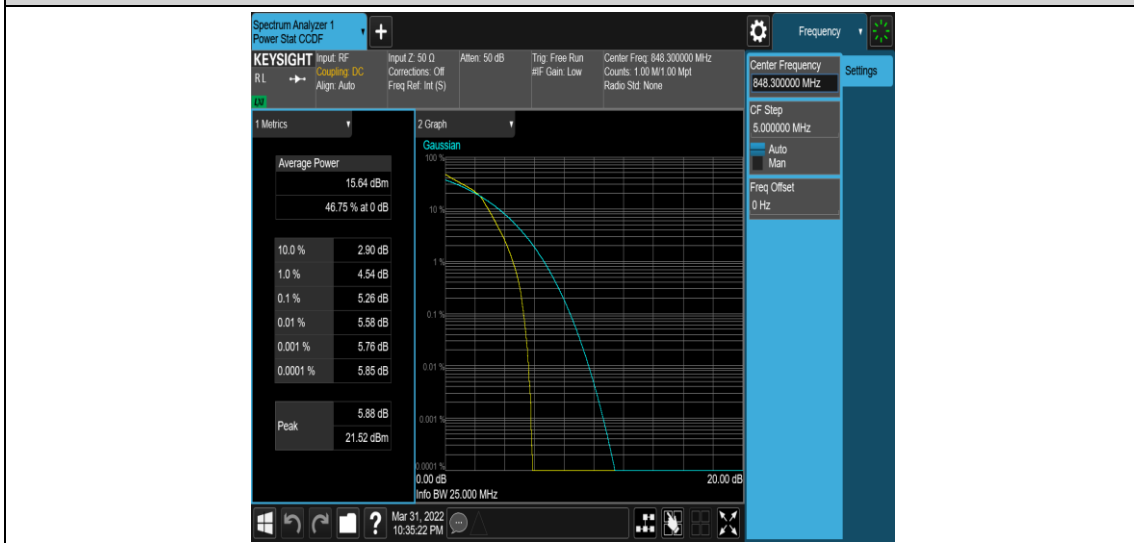 Spectrum Analyzer 1
Power Stat CCDF
+
Frequency
KEYSIGHT
RL
LXI
Input: RF
Coupling: DC
Align: Auto
Input Z: 50 Ω
Corrections: Off
Freq Ref: Int (S)
Atten: 50 dB
Trig: Free Run
#IF Gain: Low
Center Freq: 848.300000 MHz
Counts: 1.00 M/1.00 Mpt
Radio Std: None
Center Frequency
848.300000 MHz
Settings
CF Step
5.000000 MHz
Auto
Man
Freq Offset
0 Hz
1 Metrics
Average Power
15.64 dBm
46.75 % at 0 dB
10.0 % 2.90 dB
1.0 % 4.54 dB
0.1 % 5.26 dB
0.01 % 5.58 dB
0.001 % 5.76 dB
0.0001 % 5.85 dB
Peak 5.88 dB
21.52 dBm
2 Graph
Gaussian
100 %
10 %
1 %
0.1 %
0.01 %
0.001 %
0.0001 %
0.00 dB 20.00 dB
Info BW 25.000 MHz
?
Mar 31, 2022
10:35:22 PM